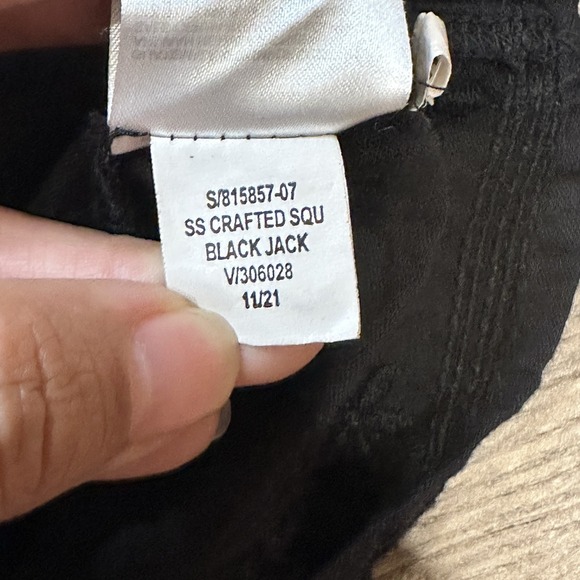 S/815857-07
SS CRAFTED SQU
BLACK JACK
V/306028
11/21